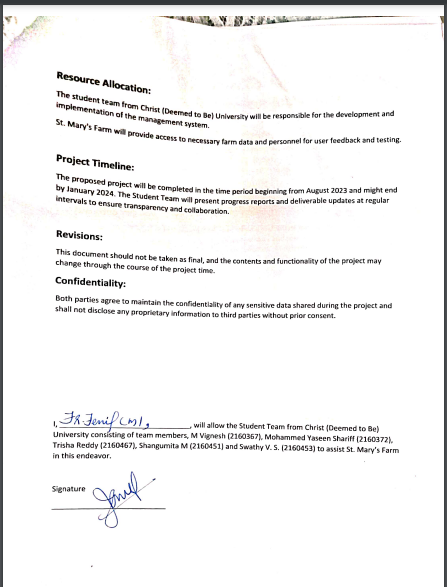 Resource Allocation:
The student team from Christ (Deemed to Be) University will be responsible for the development and
implementation of the management system.
St. Mary's Farm will provide access to necessary farm data and personnel for user feedback and testing.
Project Timeline:
The proposed project will be completed in the time period beginning from August 2023 and might end
by January 2024. The Student Team will present progress reports and deliverable updates at regular
intervals to ensure transparency and collaboration.
Revisions:
This document should not be taken as final, and the contents and functionality of the project may
change through the course of the project time.
Confidentiality:
Both parties agree to maintain the confidentiality of any sensitive data shared during the project and
shall not disclose any proprietary information to third parties without prior consent.
I, Fr. Jenif (M), , will allow the Student Team from Christ (Deemed to Be)
University consisting of team members, M Vignesh (2160367), Mohammed Yaseen Shariff (2160372),
Trisha Reddy (2160467), Shangumita M (2160451) and Swathy V. S. (2160453) to assist St. Mary's Farm
in this endeavor.
Signature